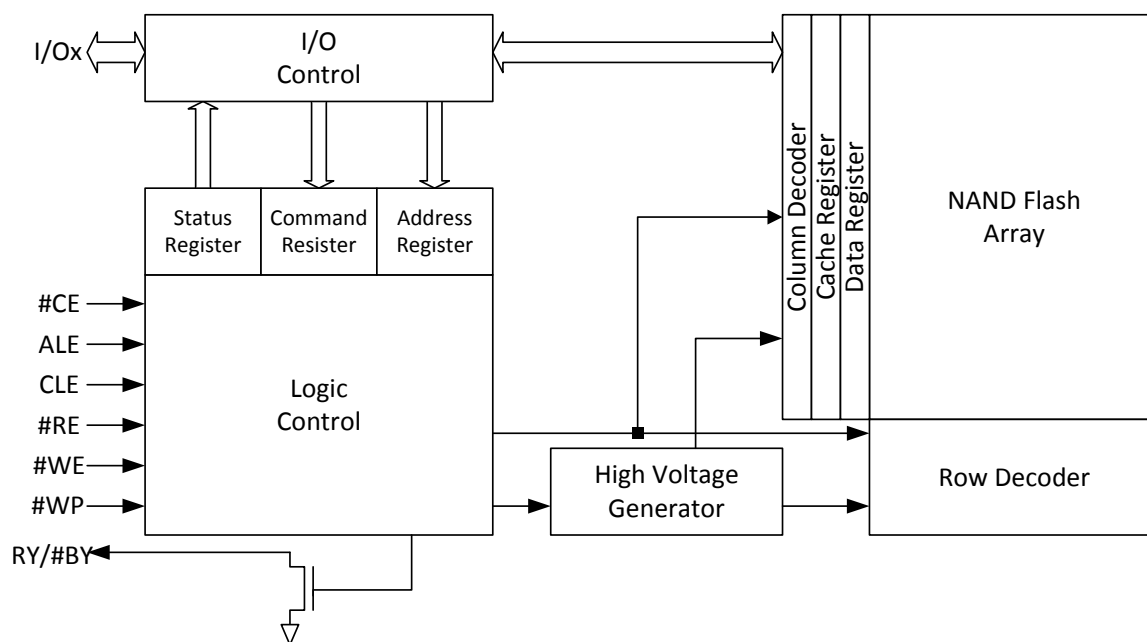 I/Ox
I/O
Control
Status
Register
Command
Resister
Address
Register
Column Decoder
Cache Register
Data Register
NAND Flash
Array
#CE
ALE
CLE
#RE
#WE
#WP
RY/#BY
Logic
Control
High Voltage
Generator
Row Decoder